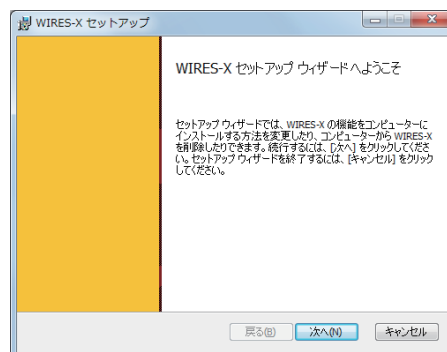 WIRES-X セットアップ
WIRES-X セットアップ ウィザードへようこそ
セットアップ ウィザードでは、WIRES-X の機能をコンピューターに
インストールする方法を変更したり、コンピューターから WIRES-X
を削除したりできます。続行するには、[次へ] をクリックしてくださ
い。セットアップ ウィザードを終了するには、[キャンセル] をクリック
してください。
戻る(B) 次へ(N) キャンセル